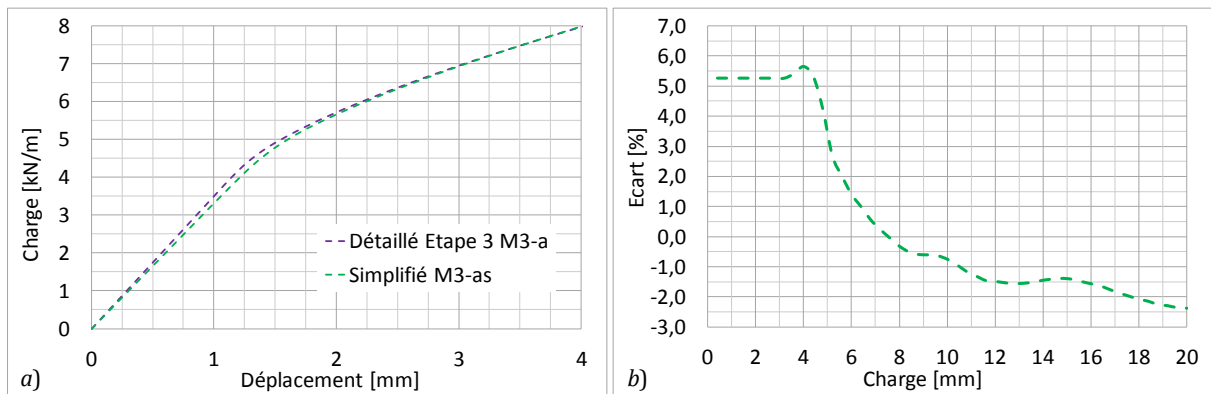 8
7
6
5
4
3
2
1
0
Charge [kN/m]
Détaillé Etape 3 M3-a
Simplifié M3-as
0 1 2 3 4
a) Déplacement [mm]
7,0
6,0
5,0
4,0
3,0
2,0
1,0
0,0
-1,0
-2,0
-3,0
Ecart [%]
0 2 4 6 8 10 12 14 16 18 20
b) Charge [mm]